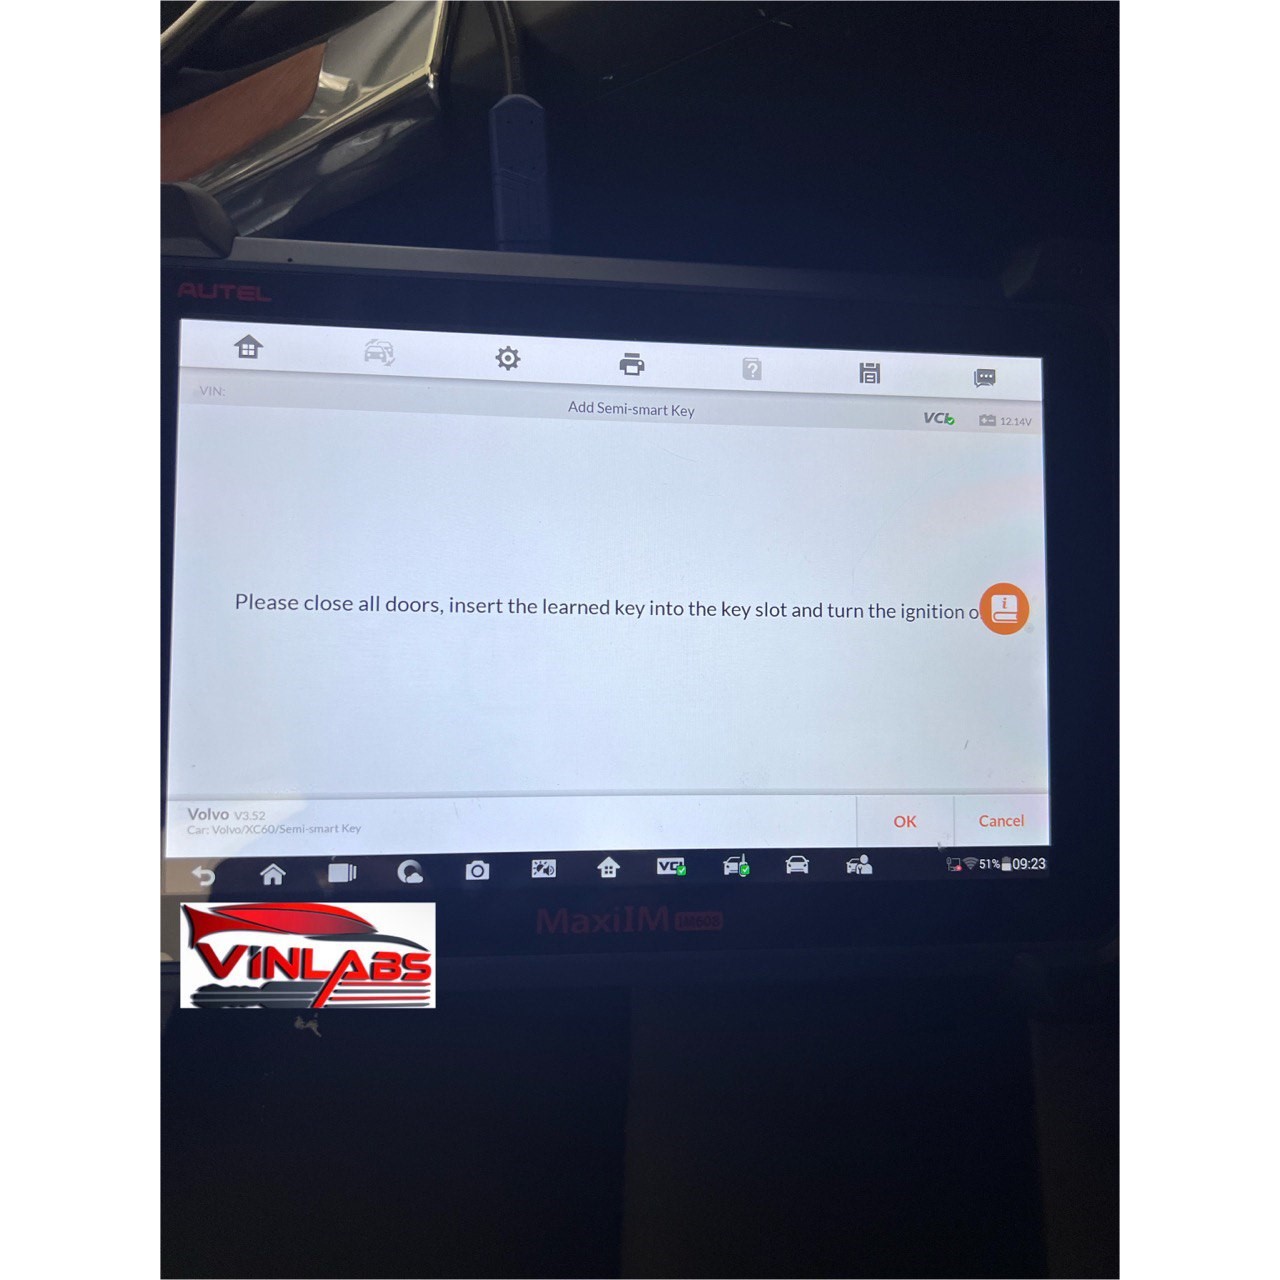 AUTEL
VIN:
Add Semi-smart Key
VCI
12.14V
Please close all doors, insert the learned key into the key slot and turn the ignition o
Volvo V3.52
Car: Volvo/XC60/Semi-smart Key
OK
Cancel
VCI
51% 09:23
MaxiIM
VINLABS